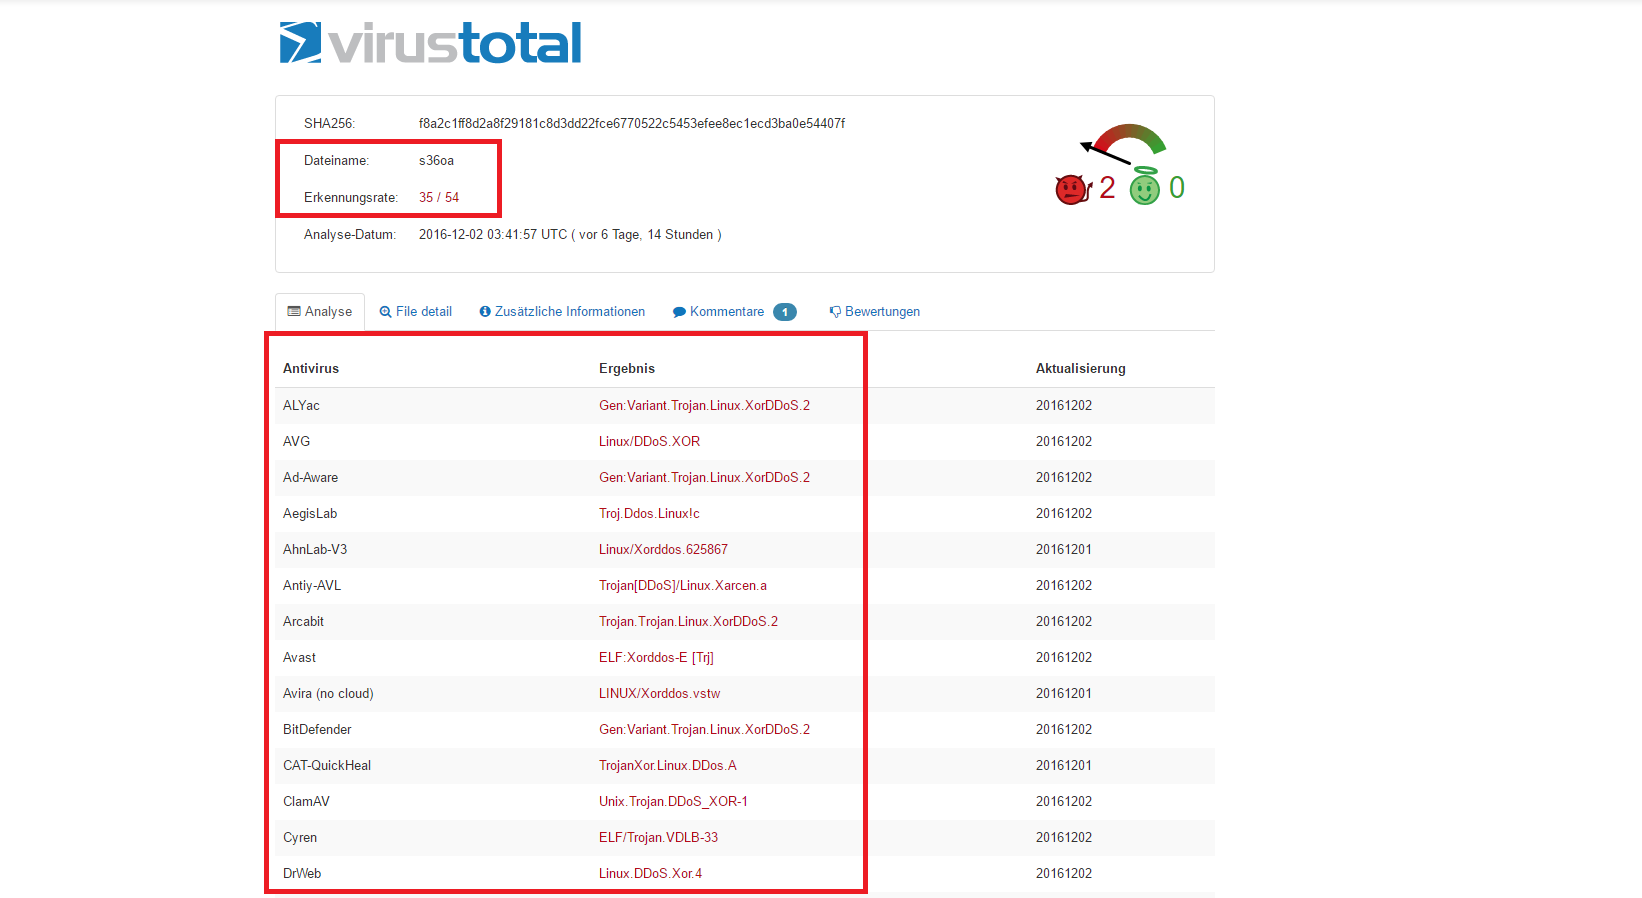 virustotal
SHA256: f8a2c1ff8d2a8f29181c8d3dd22fce6770522c5453efee8ec1ecd3ba0e54407f
Dateiname: s36oa
Erkennungsrate: 35 / 54
Analyse-Datum: 2016-12-02 03:41:57 UTC ( vor 6 Tage, 14 Stunden )
2 0
Analyse File detail Zusätzliche Informationen Kommentare 1 Bewertungen
Antivirus Ergebnis Aktualisierung
ALYac Gen:Variant.Trojan.Linux.XorDDoS.2 20161202
AVG Linux/DDoS.XOR 20161202
Ad-Aware Gen:Variant.Trojan.Linux.XorDDoS.2 20161202
AegisLab Troj.Ddos.Linux!c 20161202
AhnLab-V3 Linux/Xorddos.625867 20161201
Antiy-AVL Trojan[DDoS]/Linux.Xarcen.a 20161202
Arcabit Trojan.Trojan.Linux.XorDDoS.2 20161202
Avast ELF:Xorddos-E [Trj] 20161202
Avira (no cloud) LINUX/Xorddos.vstw 20161201
BitDefender Gen:Variant.Trojan.Linux.XorDDoS.2 20161202
CAT-QuickHeal TrojanXor.Linux.DDos.A 20161201
ClamAV Unix.Trojan.DDoS_XOR-1 20161202
Cyren ELF/Trojan.VDLB-33 20161202
DrWeb Linux.DDoS.Xor.4 20161202